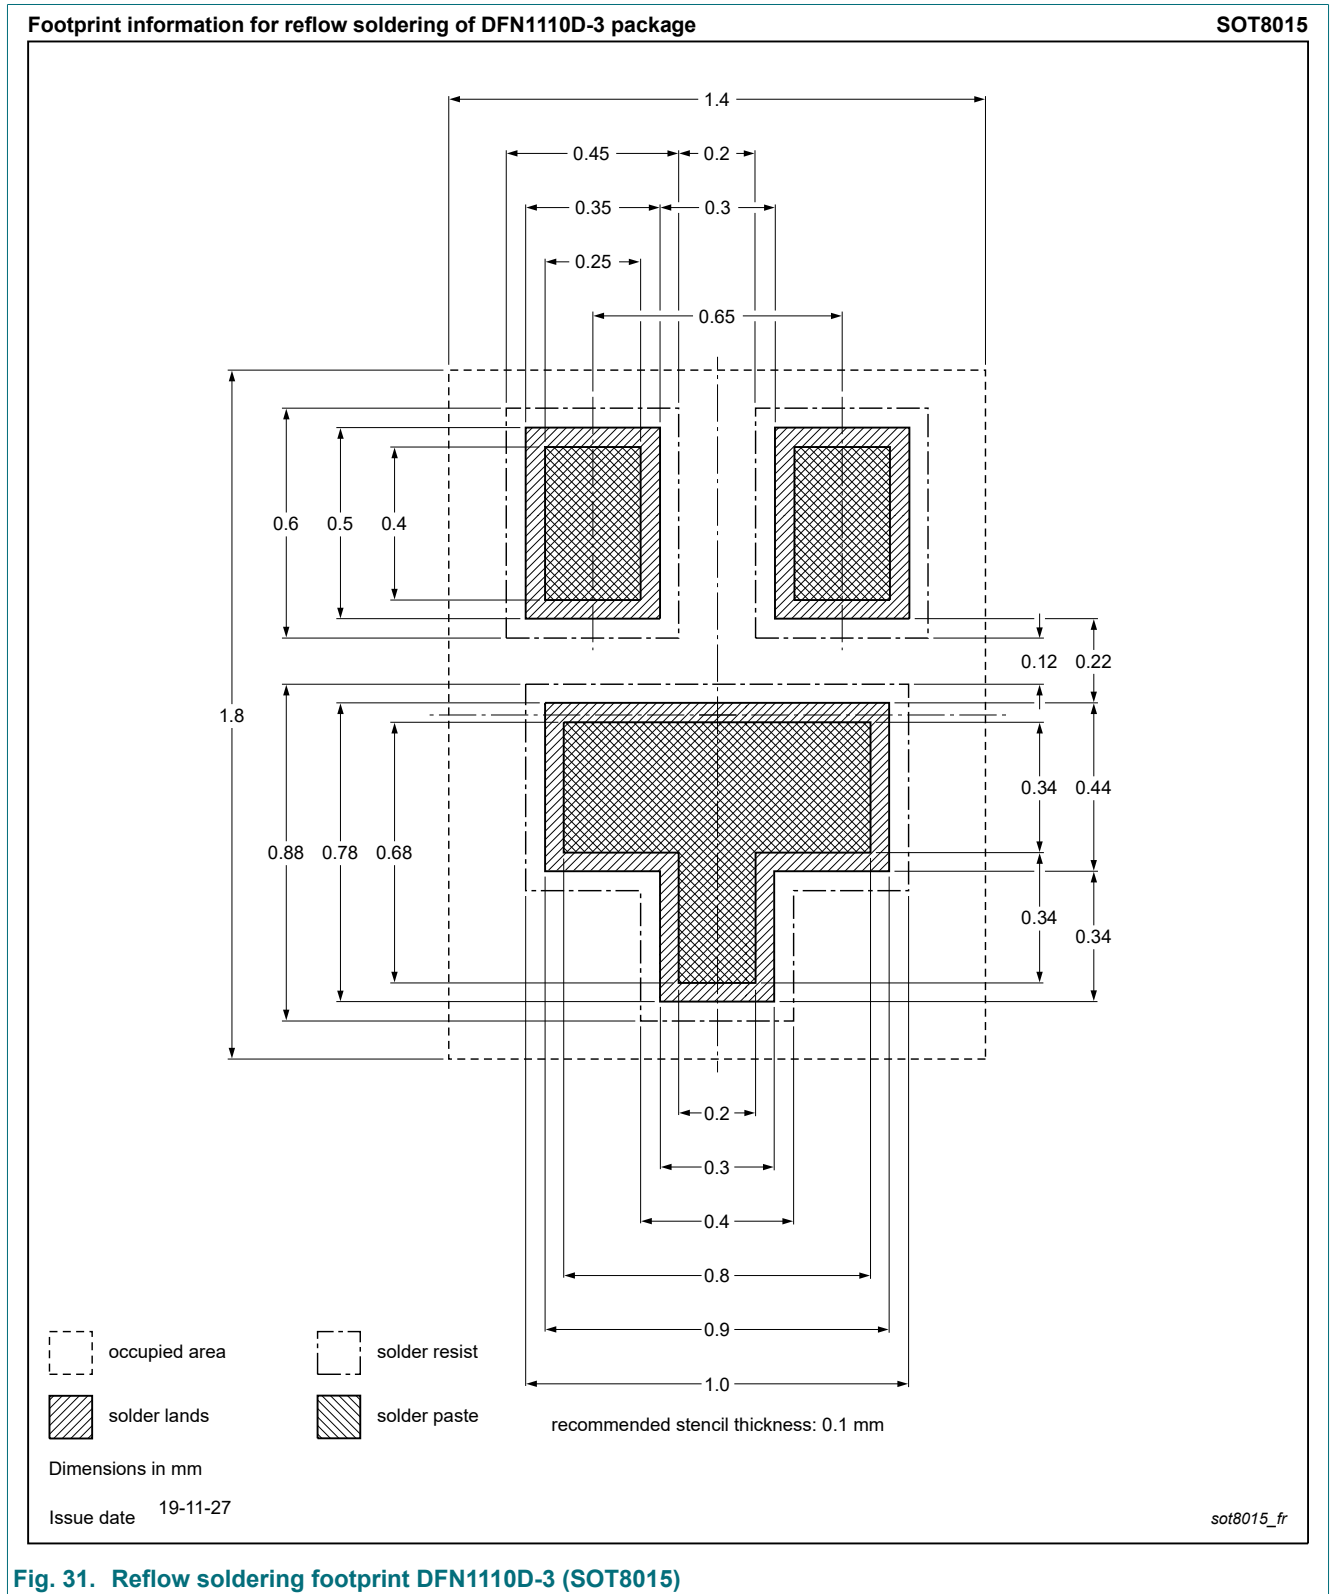 Footprint information for reflow soldering of DFN1110D-3 package SOT8015
1.4
0.45 0.2
0.35 0.3
0.25
0.65
0.6 0.5 0.4
0.12 0.22
1.8
0.34 0.44
0.88 0.78 0.68
0.34
0.34
0.2
0.3
0.4
0.8
0.9
1.0
occupied area solder resist
solder lands solder paste
recommended stencil thickness: 0.1 mm
Dimensions in mm
Issue date 19-11-27
sot8015_fr
Fig. 31. Reflow soldering footprint DFN1110D-3 (SOT8015)